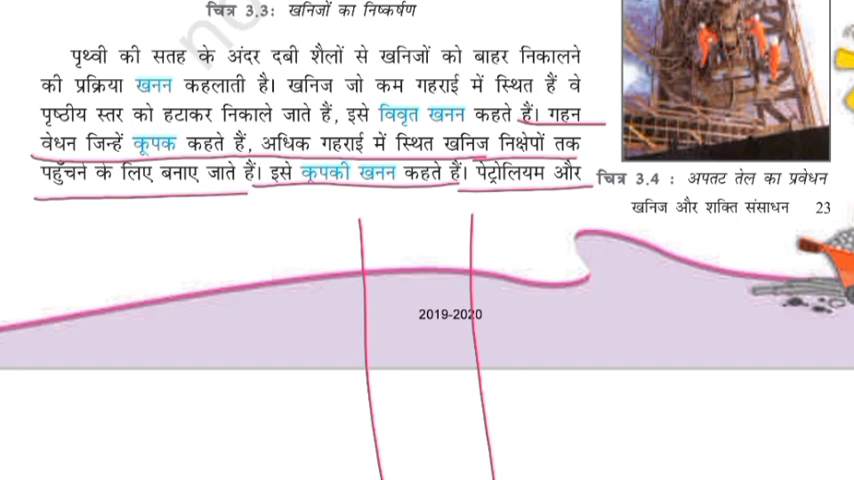 चित्र 3.3: खनिजों का निष्कर्षण
पृथ्वी की सतह के अंदर दबी शैलों से खनिजों को बाहर निकालने
की प्रक्रिया खनन कहलाती है। खनिज जो कम गहराई में स्थित हैं वे
पृष्ठीय स्तर को हटाकर निकाले जाते हैं, इसे विवृत खनन कहते हैं। गहन
वेधन जिन्हें कूपक कहते हैं, अधिक गहराई में स्थित खनिज निक्षेपों तक
पहुँचने के लिए बनाए जाते हैं। इसे कूपकी खनन कहते हैं। पेट्रोलियम और
चित्र 3.4 : अपतट तेल का प्रवेधन
खनिज और शक्ति संसाधन 23
2019-2020